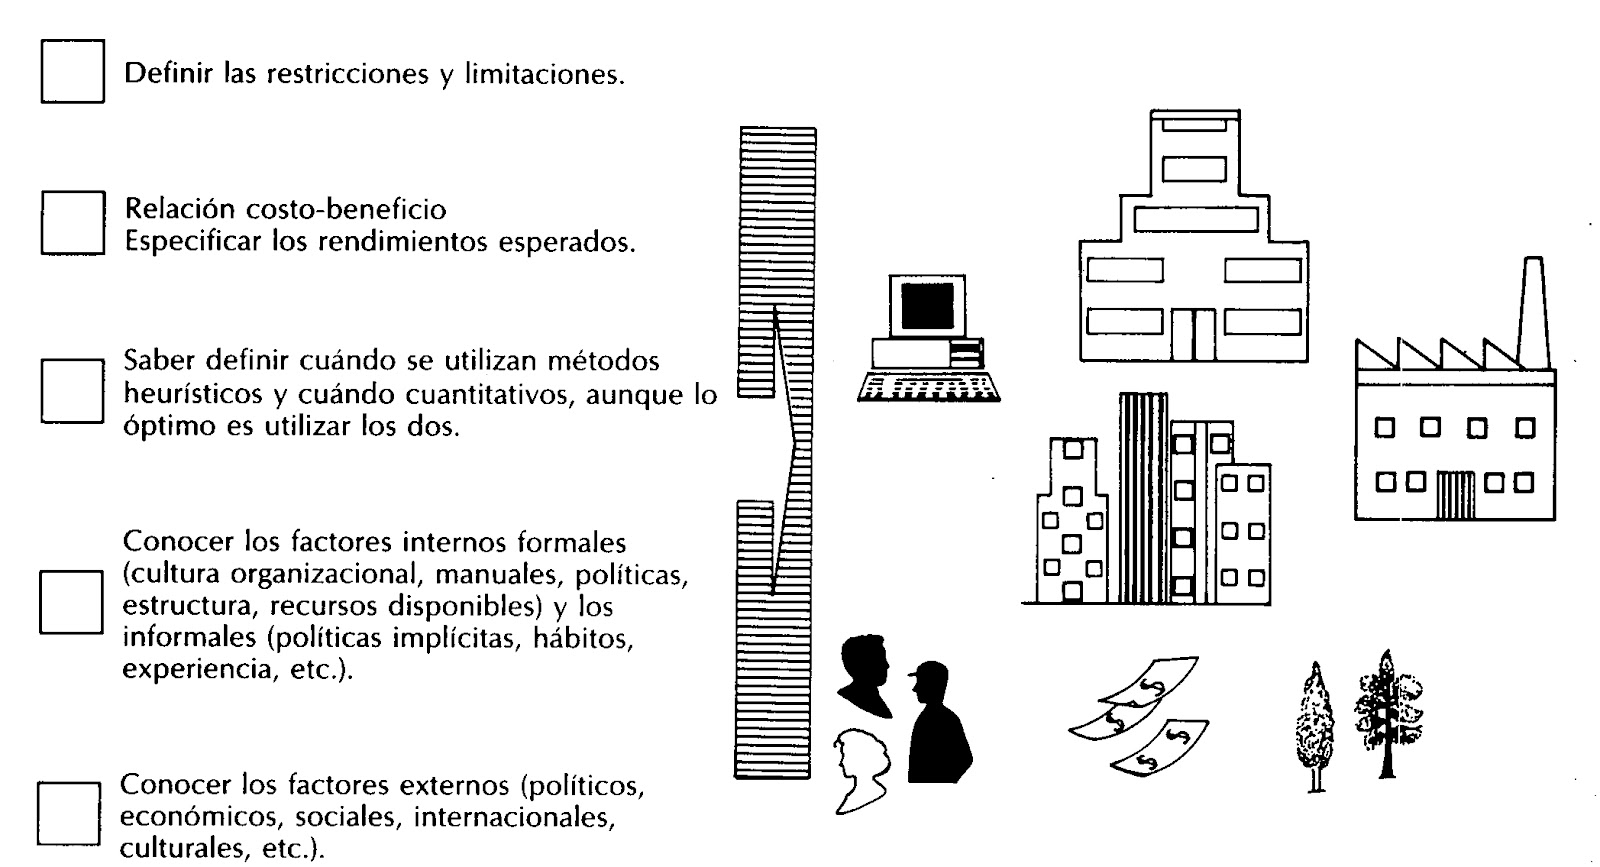 Definir las restricciones y limitaciones.
Relación costo-beneficio
Especificar los rendimientos esperados.
Saber definir cuándo se utilizan métodos
heurísticos y cuándo cuantitativos, aunque lo
óptimo es utilizar los dos.
Conocer los factores internos formales
(cultura organizacional, manuales, políticas,
estructura, recursos disponibles) y los
informales (políticas implícitas, hábitos,
experiencia, etc.).
Conocer los factores externos (políticos,
económicos, sociales, internacionales,
culturales, etc.).
$
$
$
$